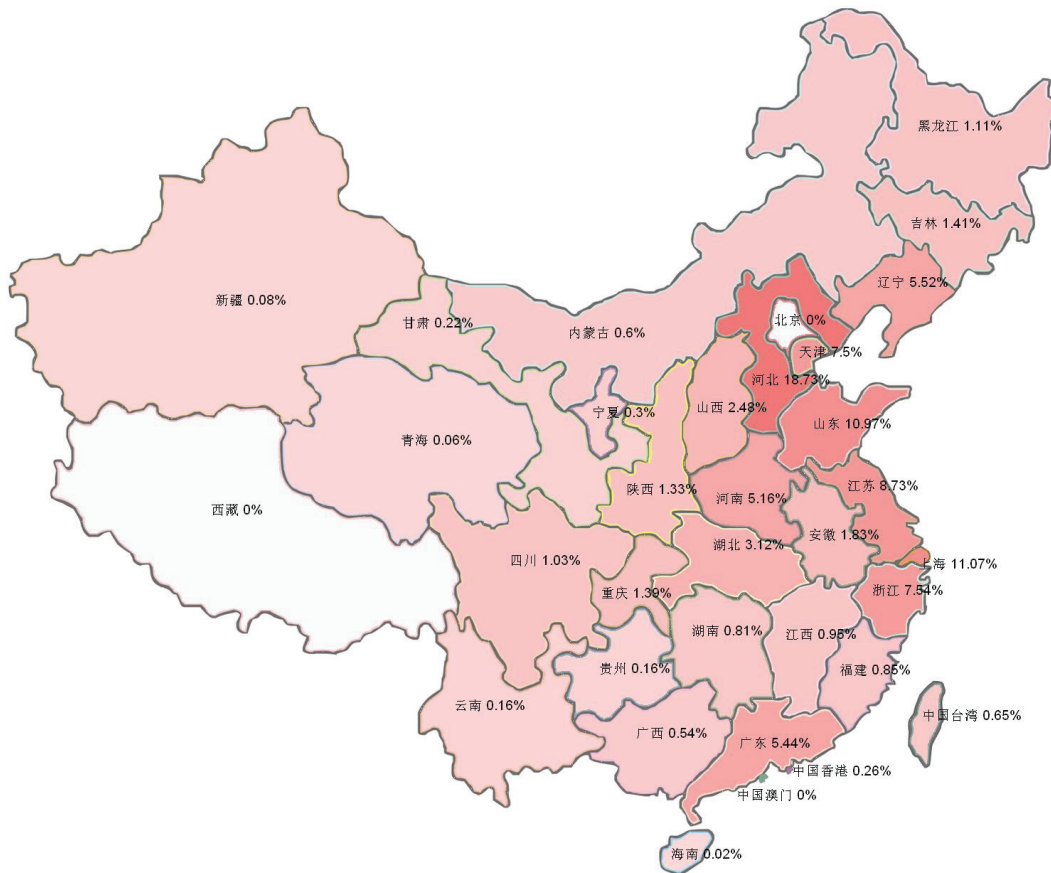 黑龙江 1.11%
吉林 1.41%
辽宁 5.52%
新疆 0.08%
北京 0%
甘肃 0.22%
内蒙古 0.6%
天津 7.5%
河北 18.73%
宁夏 0.3%
山西 2.48%
山东 10.97%
青海 0.06%
江苏 8.73%
陕西 1.33%
河南 5.16%
西藏 0%
安徽 1.83%
湖北 3.12%
四川 1.03%
上海 11.07%
浙江 7.54%
重庆 1.39%
湖南 0.81%
江西 0.95%
贵州 0.16%
福建 0.85%
云南 0.16%
中国台湾 0.65%
广西 0.54%
广东 5.44%
中国香港 0.26%
中国澳门 0%
海南 0.02%